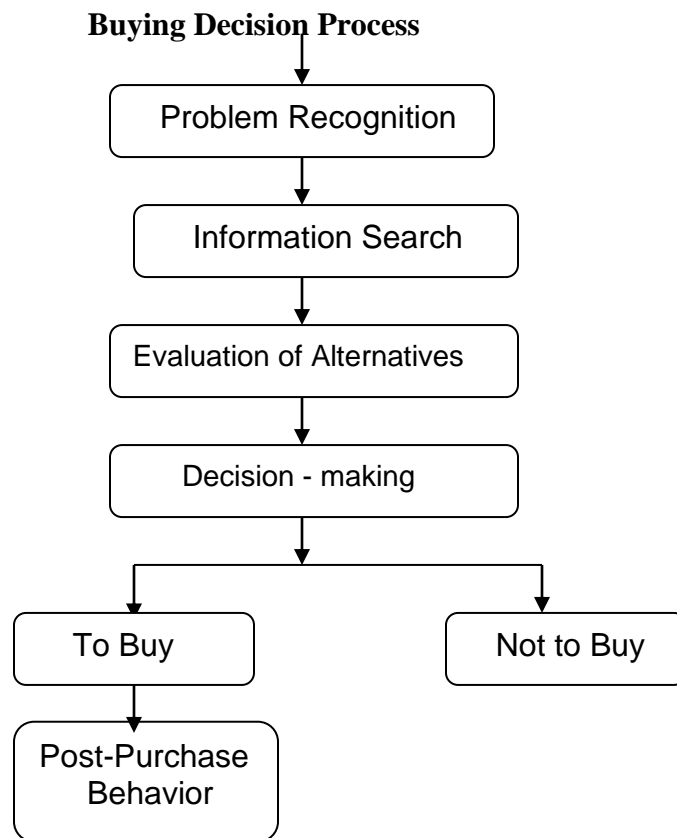 Buying Decision Process
Problem Recognition
Information Search
Evaluation of Alternatives
Decision - making
To Buy
Not to Buy
Post-Purchase
Behavior